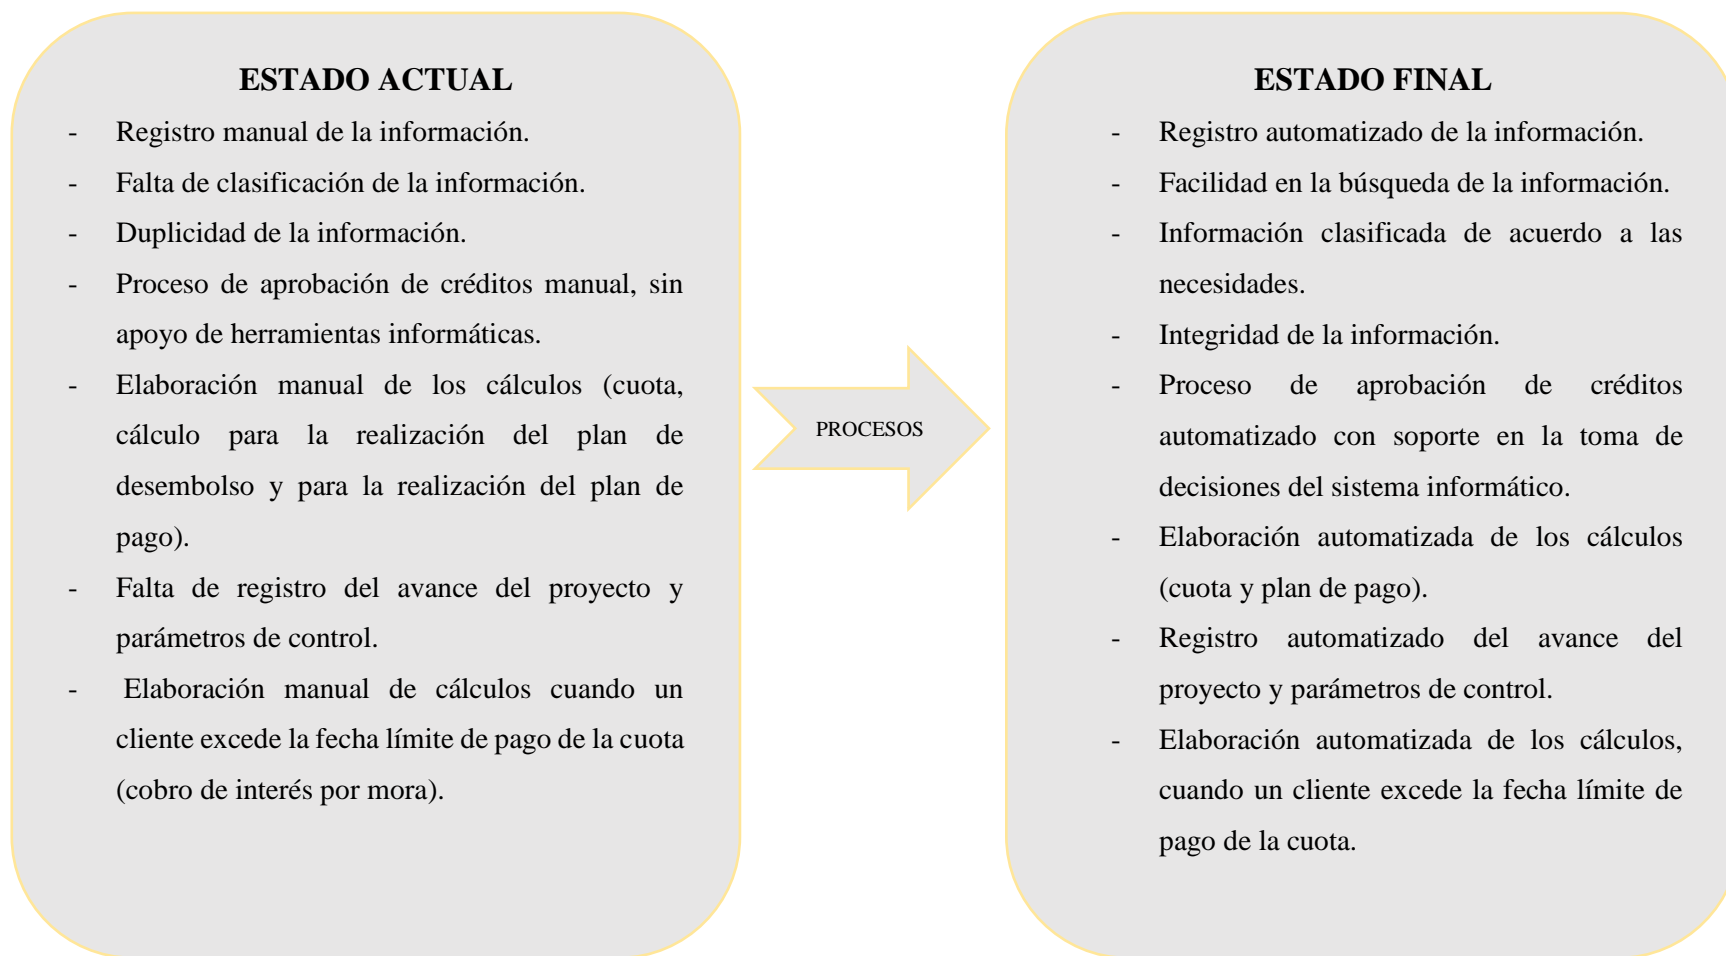 ESTADO ACTUAL
- Registro manual de la información.
- Falta de clasificación de la información.
- Duplicidad de la información.
- Proceso de aprobación de créditos manual, sin
apoyo de herramientas informáticas.
- Elaboración manual de los cálculos (cuota,
cálculo para la realización del plan de
desembolso y para la realización del plan de
pago).
- Falta de registro del avance del proyecto y
parámetros de control.
- Elaboración manual de cálculos cuando un
cliente excede la fecha límite de pago de la cuota
(cobro de interés por mora).
PROCESOS
ESTADO FINAL
- Registro automatizado de la información.
- Facilidad en la búsqueda de la información.
- Información clasificada de acuerdo a las
necesidades.
- Integridad de la información.
- Proceso de aprobación de créditos
automatizado con soporte en la toma de
decisiones del sistema informático.
- Elaboración automatizada de los cálculos
(cuota y plan de pago).
- Registro automatizado del avance del
proyecto y parámetros de control.
- Elaboración automatizada de los cálculos,
cuando un cliente excede la fecha límite de
pago de la cuota.